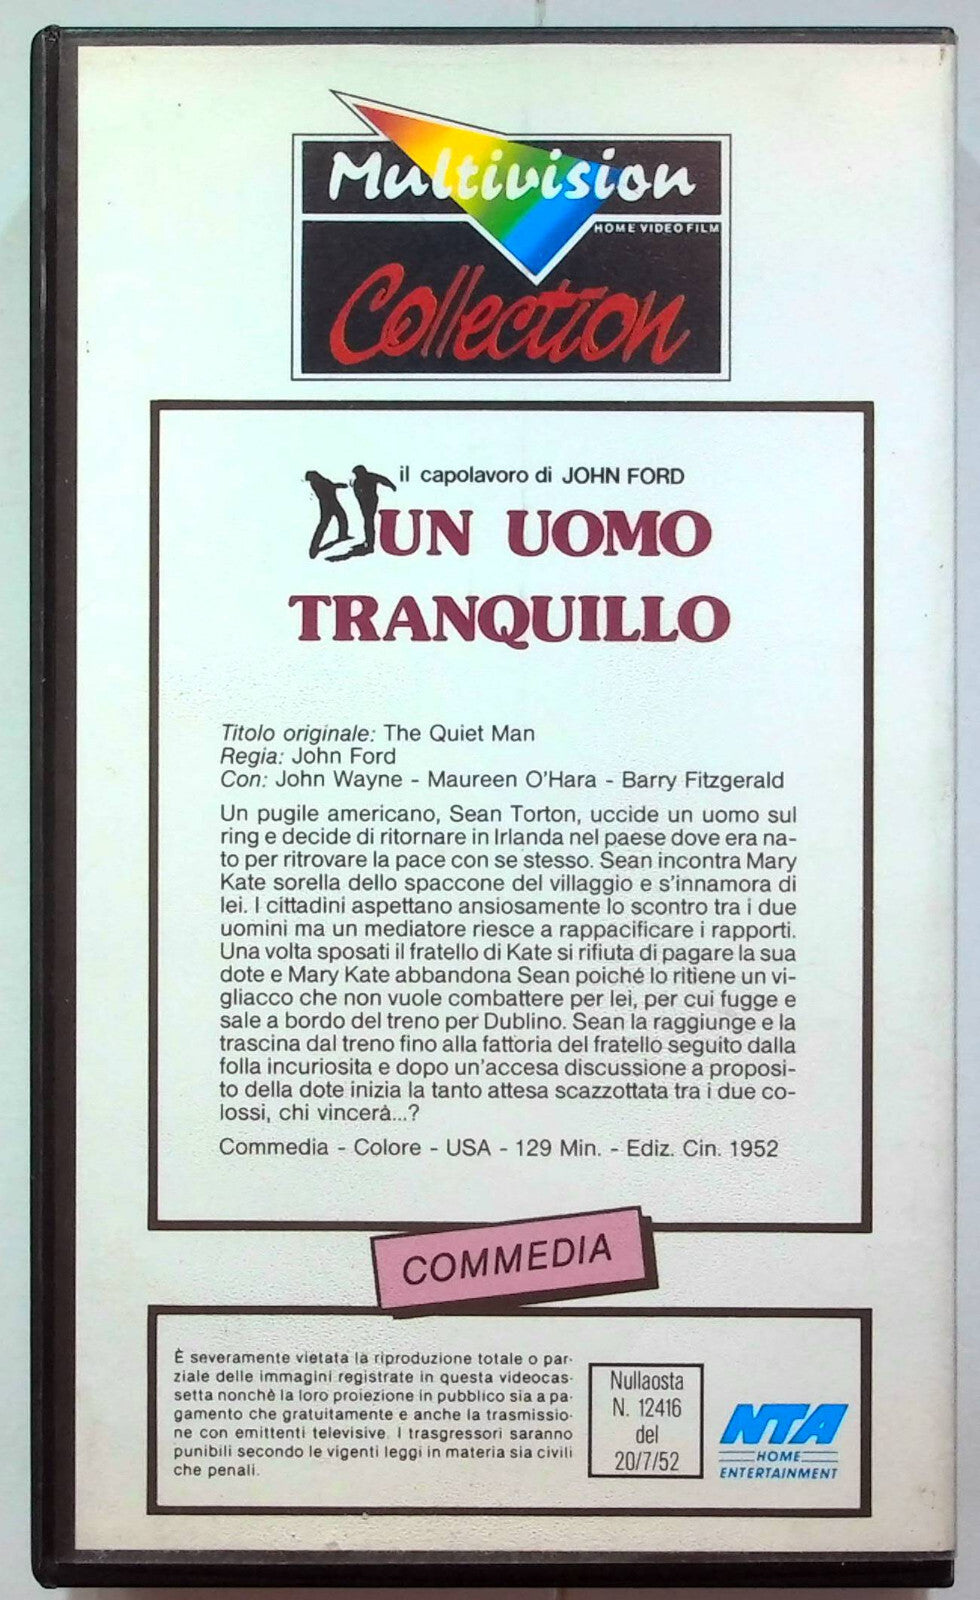 Multivision
HOME VIDEO FILM
Collection
il capolavoro di JOHN FORD
UN UOMO
TRANQUILLO
Titolo originale: The Quiet Man
Regia: John Ford
Con: John Wayne - Maureen O'Hara - Barry Fitzgerald
Un pugile americano, Sean Torton, uccide un uomo sul
ring e decide di ritornare in Irlanda nel paese dove era na-
to per ritrovare la pace con se stesso. Sean incontra Mary
Kate sorella dello spaccone del villaggio e s'innamora di
lei. I cittadini aspettano ansiosamente lo scontro tra i due
uomini ma un mediatore riesce a rappacificare i rapporti.
Una volta sposati il fratello di Kate si rifiuta di pagare la sua
dote e Mary Kate abbandona Sean poiché lo ritiene un vi-
gliacco che non vuole combattere per lei, per cui fugge e
sale a bordo del treno per Dublino. Sean la raggiunge e la
trascina dal treno fino alla fattoria del fratello seguito dalla
folla incuriosita e dopo un'accesa discussione a proposi-
to della dote inizia la tanto attesa scazzottata tra i due co-
lossi, chi vincerà...?
Commedia - Colore - USA - 129 Min. - Ediz. Cin. 1952
COMMEDIA
È severamente vietata la riproduzione totale o par-
ziale delle immagini registrate in questa videocas-
setta nonchè la loro proiezione in pubblico sia a pa-
gamento che gratuitamente e anche la trasmissio-
ne con emittenti televisive. I trasgressori saranno
punibili secondo le vigenti leggi in materia sia civili
che penali.
Nullaosta
N. 12416
del
20/7/52
NTA
HOME
ENTERTAINMENT